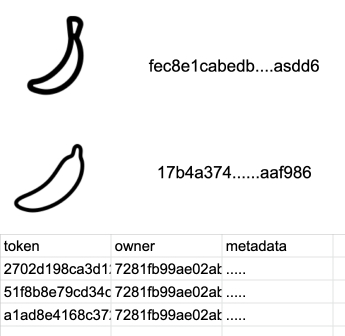 fec8e1cabedb....asdd6
17b4a374......aaf986
token owner metadata
2702d198ca3d1 7281fb99ae02ab .....
51f8b8e79cd34c 7281fb99ae02ab .....
a1ad8e4168c37 7281fb99ae02ab .....